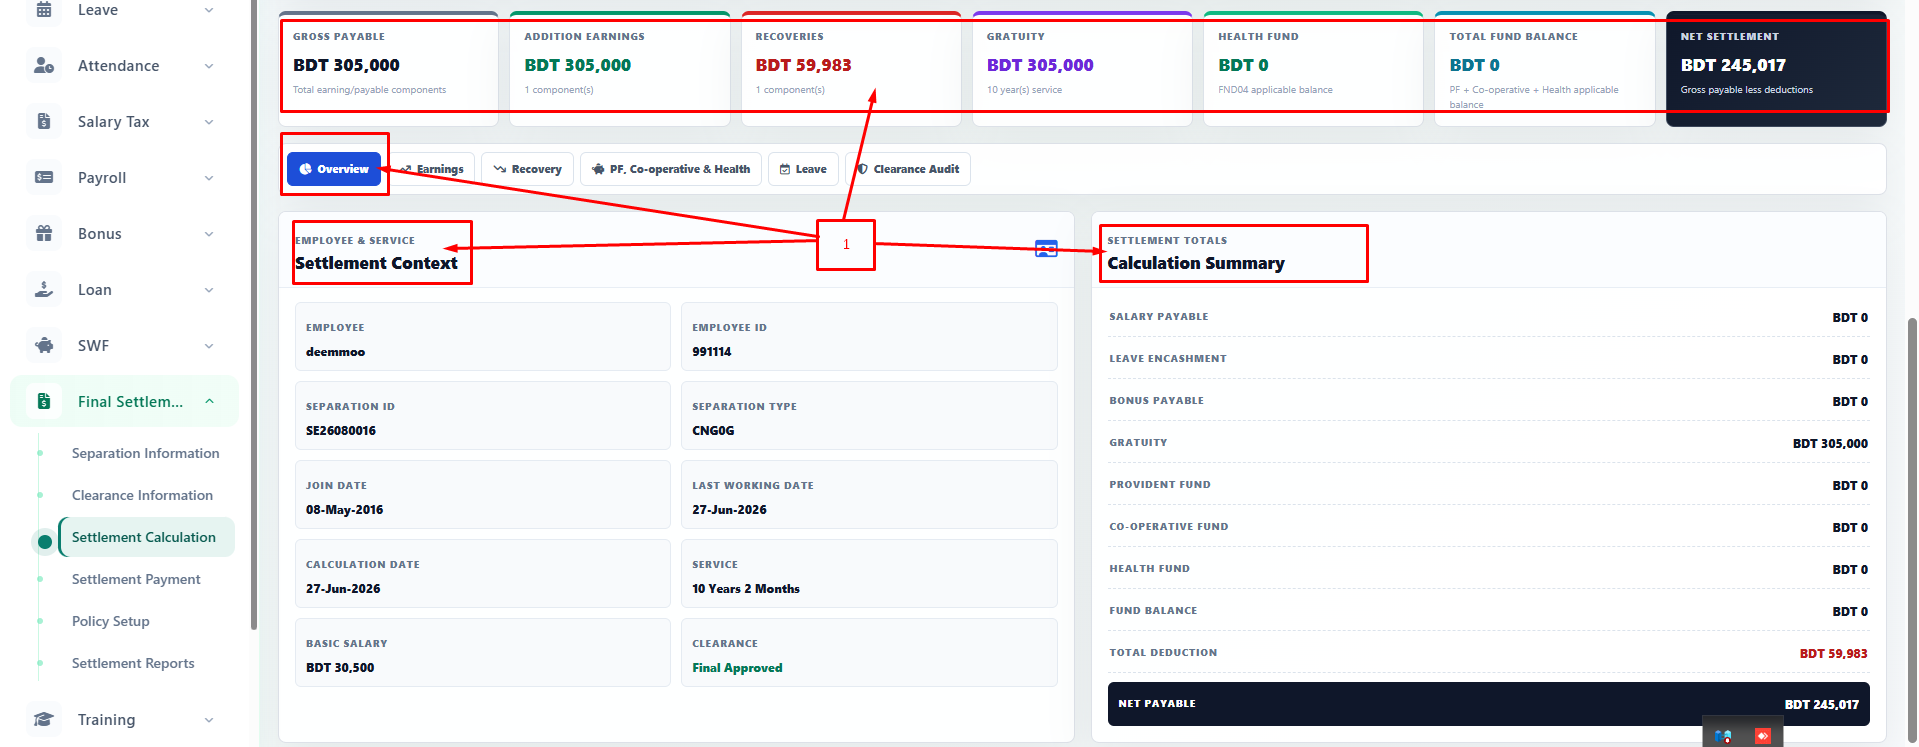 Leave
Attendance
Salary Tax
Payroll
Bonus
Loan
SWF
Final Settlem...
Separation Information
Clearance Information
Settlement Calculation
Settlement Payment
Policy Setup
Settlement Reports
Training
GROSS PAYABLE
BDT 305,000
Total earning/payable components
ADDITION EARNINGS
BDT 305,000
1 component(s)
RECOVERIES
BDT 59,983
1 component(s)
GRATUITY
BDT 305,000
10 year(s) service
HEALTH FUND
BDT 0
FND04 applicable balance
TOTAL FUND BALANCE
BDT 0
PF + Co-operative + Health applicable
balance
NET SETTLEMENT
BDT 245,017
Gross payable less deductions
Overview
Earnings
Recovery
PF, Co-operative & Health
Leave
Clearance Audit
1
EMPLOYEE & SERVICE
Settlement Context
EMPLOYEE
deemmoo
EMPLOYEE ID
991114
SEPARATION ID
SE26080016
SEPARATION TYPE
CNG0G
JOIN DATE
08-May-2016
LAST WORKING DATE
27-Jun-2026
CALCULATION DATE
27-Jun-2026
SERVICE
10 Years 2 Months
BASIC SALARY
BDT 30,500
CLEARANCE
Final Approved
SETTLEMENT TOTALS
Calculation Summary
SALARY PAYABLE BDT 0
LEAVE ENCASHMENT BDT 0
BONUS PAYABLE BDT 0
GRATUITY BDT 305,000
PROVIDENT FUND BDT 0
CO-OPERATIVE FUND BDT 0
HEALTH FUND BDT 0
FUND BALANCE BDT 0
TOTAL DEDUCTION BDT 59,983
NET PAYABLE BDT 245,017